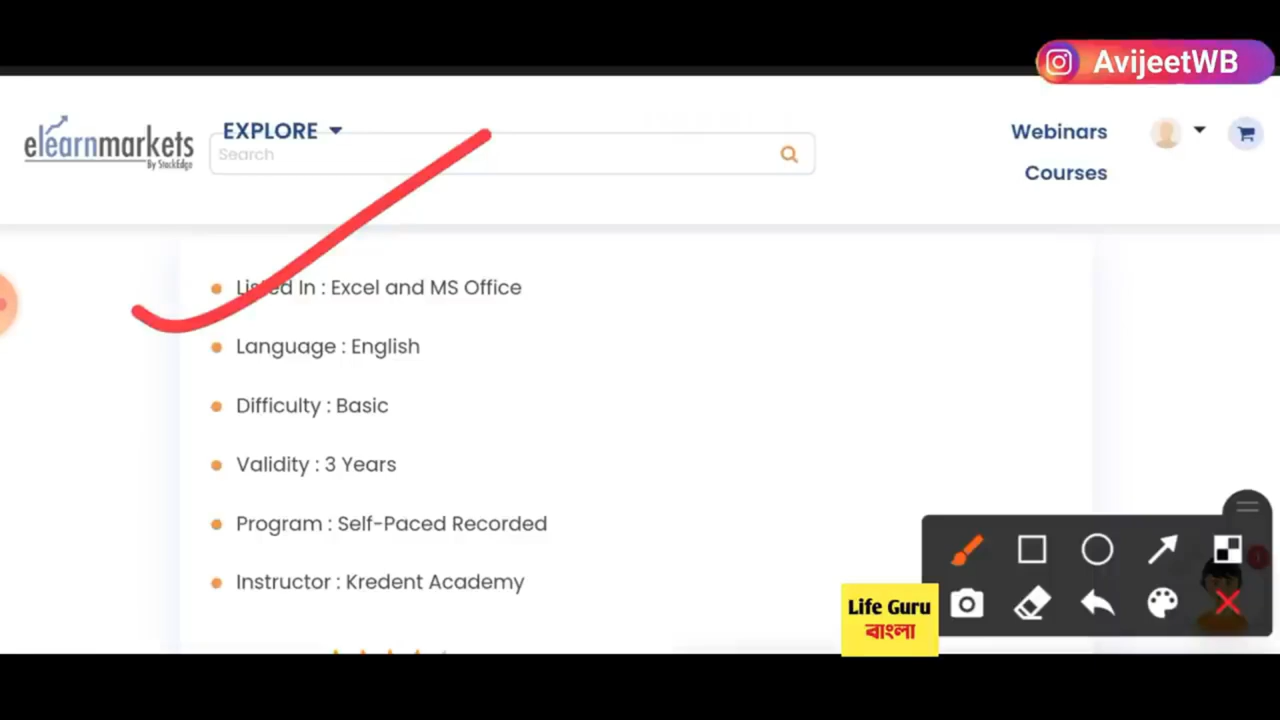 AvijeetWB
elearnmarkets
By StockEdge
EXPLORE
Search
Webinars
Courses
Listed In : Excel and MS Office
Language : English
Difficulty : Basic
Validity : 3 Years
Program : Self-Paced Recorded
Instructor : Kredent Academy
Life Guru
বাংলা